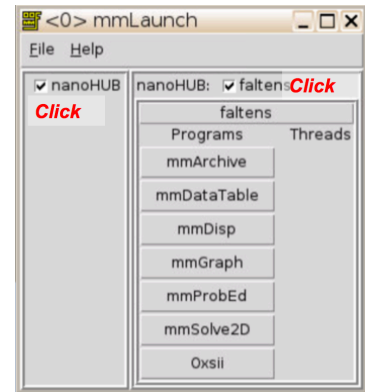 <0> mmLaunch
File Help
nanoHUB
Click
nanoHUB: faltens Click
faltens
Programs Threads
mmArchive
mmDataTable
mmDisp
mmGraph
mmProbEd
mmSolve2D
Oxsii